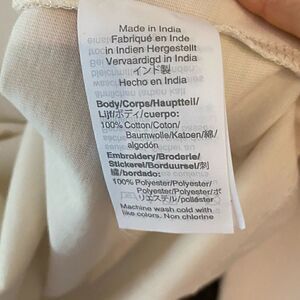 Made in India
Fabriqué en Inde
in Indien Hergestellt
Vervaardigd in India
インド製
Hecho en India
Body/Corps/Hauptteil/
Lijf/ボディ/cuerpo:
100% Cotton/Coton/
Baumwolle/Katoen/綿/
algodón
Embroidery/Broderie/
Stickerei/Borduursel/刺
繍/bordado:
100% Polyester/Polyester/
Polyester/Polyester/ポ
リエステル/poliéster
Machine wash cold with
like colors. Non chlorine